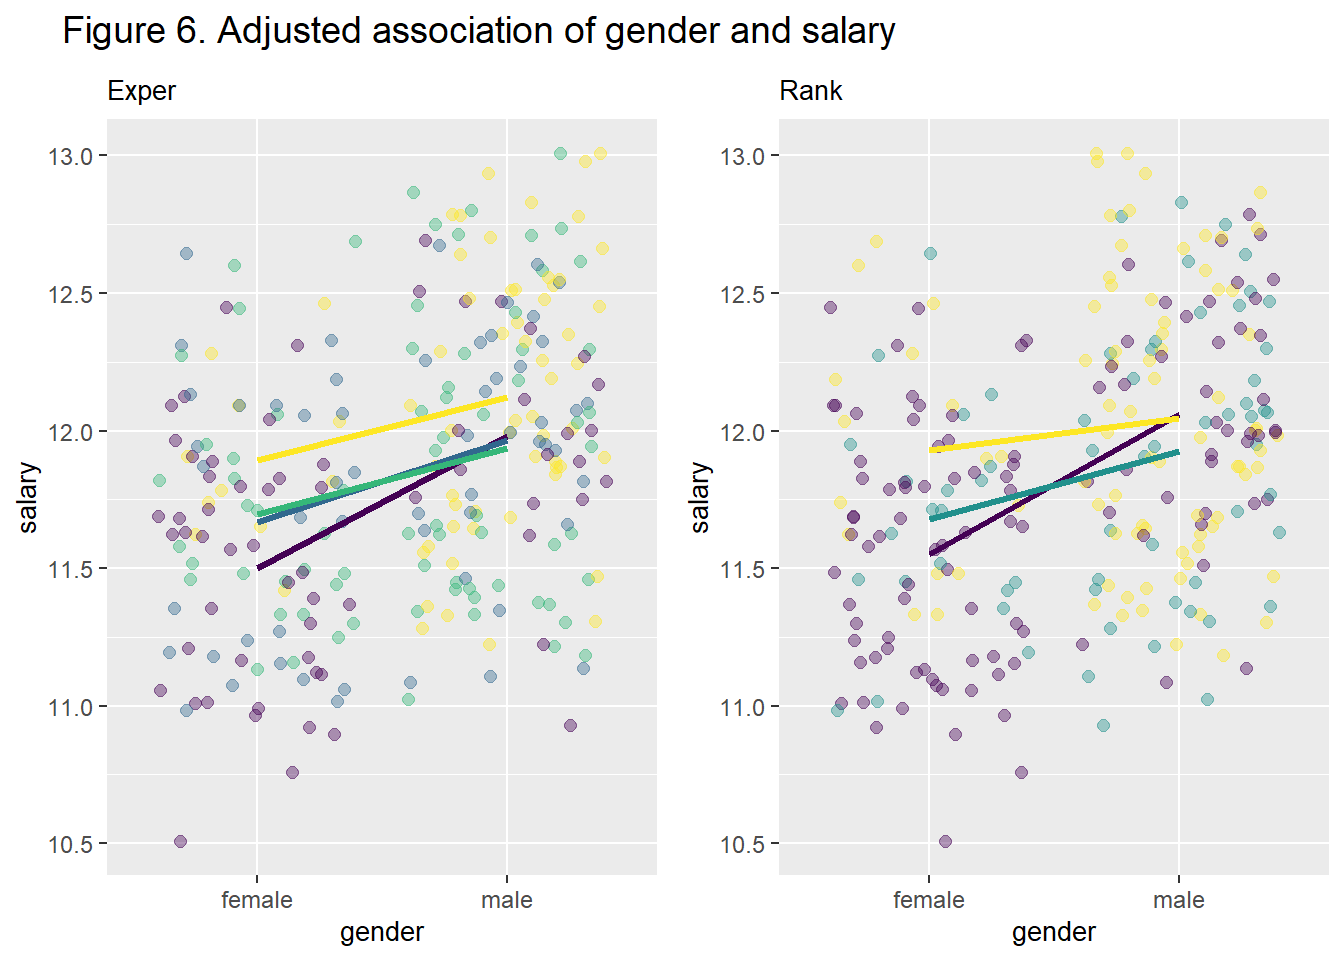 Figure 6. Adjusted association of gender and salary
Exper
salary
13.0
12.5
12.0
11.5
11.0
10.5
female male
gender
Rank
salary
13.0
12.5
12.0
11.5
11.0
10.5
female male
gender